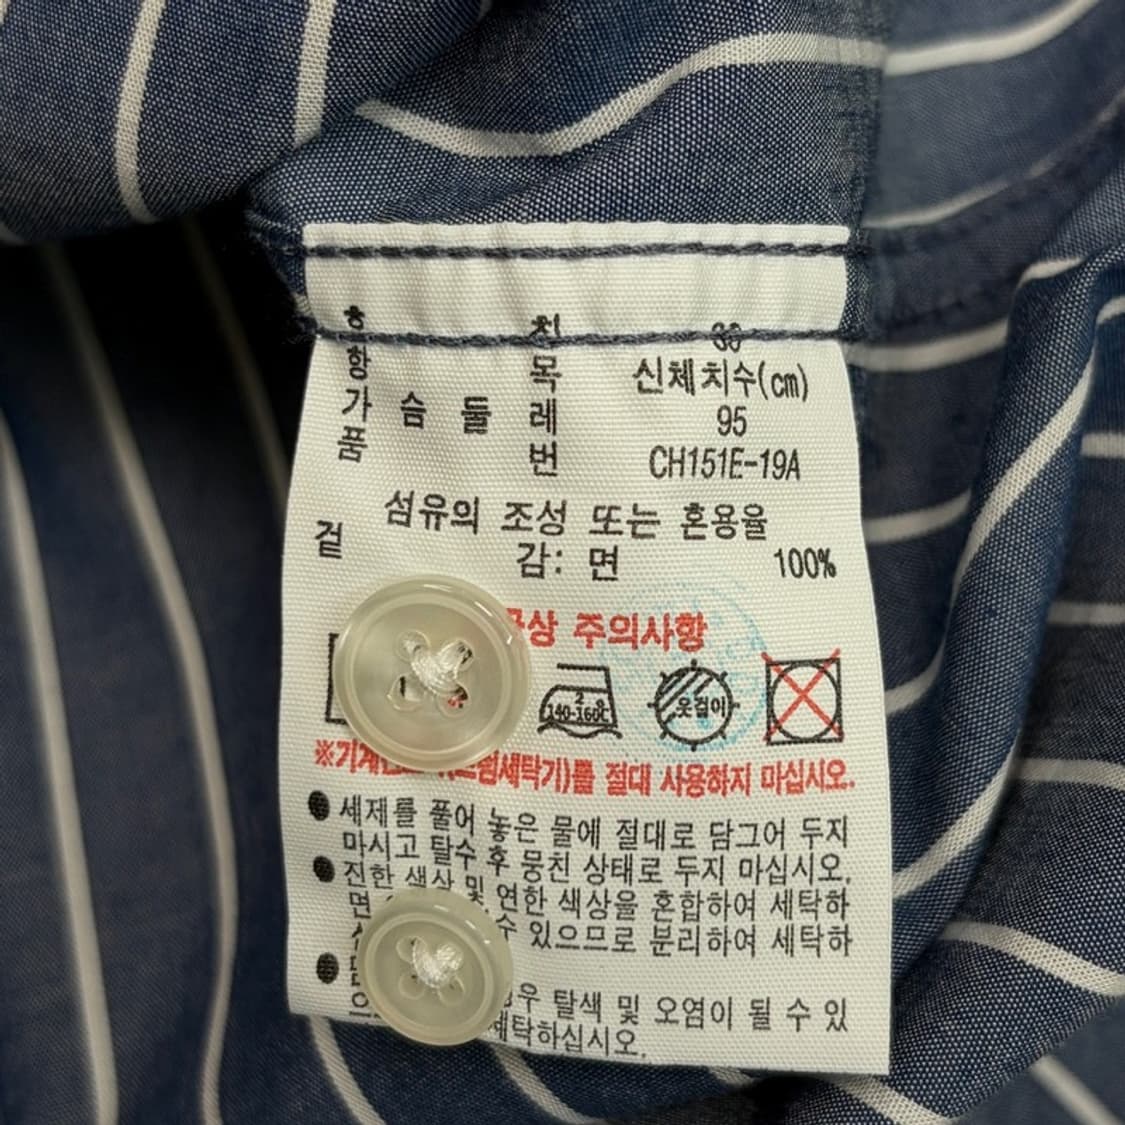 항 목 신체치수(cm)
가 슴 둘 레 95
품 번 CH151E-19A
섬유의 조성 또는 혼용율
겉 감: 면 100%
주의사항
2
140-160℃
옷걸이
절대 사용하지 마십시오.
● 세제를 풀어 놓은 물에 절대로 담그어 두지
마시고 탈수 후 뭉친 상태로 두지 마십시오.
● 진한 색상 및 연한 색상을 혼합하여 세탁하
면 수 있으므로 분리하여 세탁하
탈색 및 오염이 될 수 있
세탁하십시오.